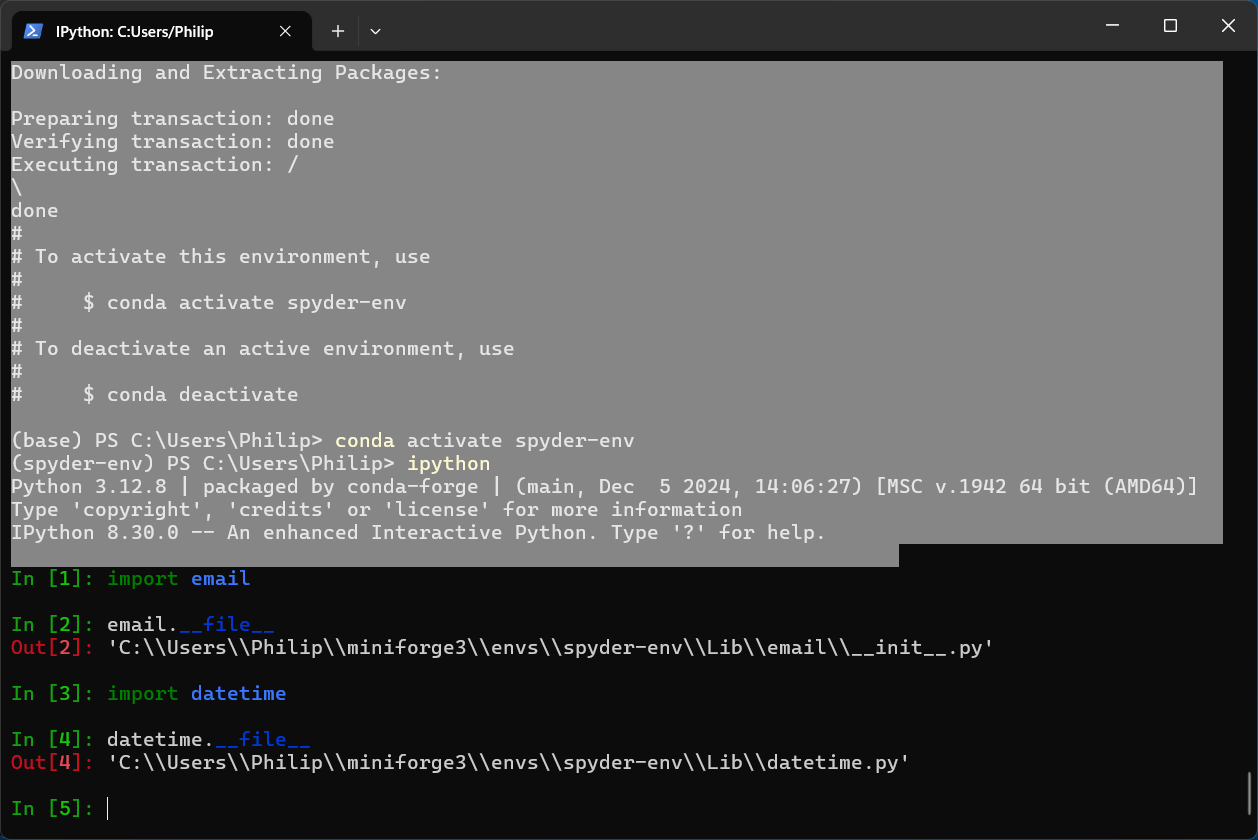 IPython: C:Users/Philip
Downloading and Extracting Packages:
Preparing transaction: done
Verifying transaction: done
Executing transaction: /
\
done
#
# To activate this environment, use
#
#     $ conda activate spyder-env
#
# To deactivate an active environment, use
#
#     $ conda deactivate
(base) PS C:\Users\Philip> conda activate spyder-env
(spyder-env) PS C:\Users\Philip> ipython
Python 3.12.8 | packaged by conda-forge | (main, Dec  5 2024, 14:06:27) [MSC v.1942 64 bit (AMD64)]
Type 'copyright', 'credits' or 'license' for more information
IPython 8.30.0 -- An enhanced Interactive Python. Type '?' for help.
In [1]: import email
In [2]: email.__file__
Out[2]: 'C:\\Users\\Philip\\miniforge3\\envs\\spyder-env\\Lib\\email\\__init__.py'
In [3]: import datetime
In [4]: datetime.__file__
Out[4]: 'C:\\Users\\Philip\\miniforge3\\envs\\spyder-env\\Lib\\datetime.py'
In [5]: